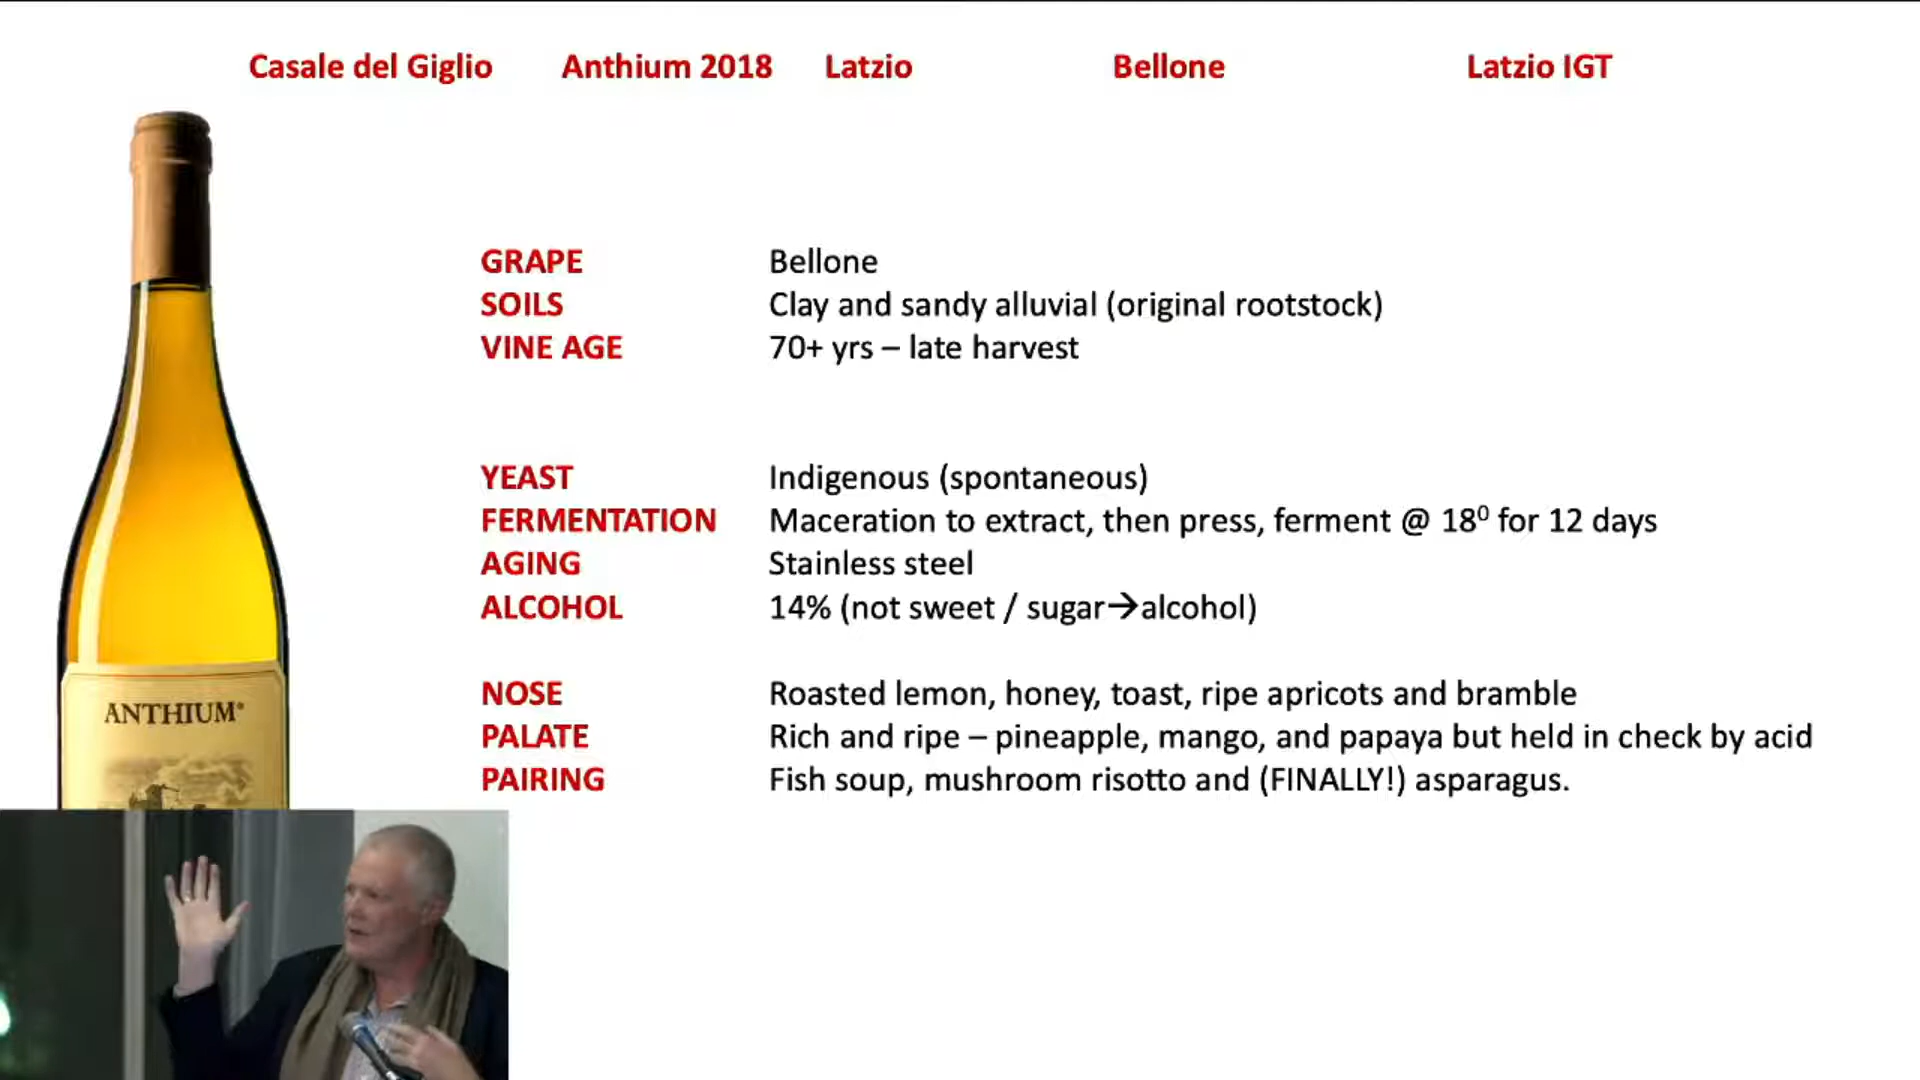 Casale del Giglio Anthium 2018 Latzio Bellone Latzio IGT
GRAPE Bellone
SOILS Clay and sandy alluvial (original rootstock)
VINE AGE 70+ yrs – late harvest
YEAST Indigenous (spontaneous)
FERMENTATION Maceration to extract, then press, ferment @ 18⁰ for 12 days
AGING Stainless steel
ALCOHOL 14% (not sweet / sugar→alcohol)
NOSE Roasted lemon, honey, toast, ripe apricots and bramble
PALATE Rich and ripe – pineapple, mango, and papaya but held in check by acid
PAIRING Fish soup, mushroom risotto and (FINALLY!) asparagus.
ANTHIUM®